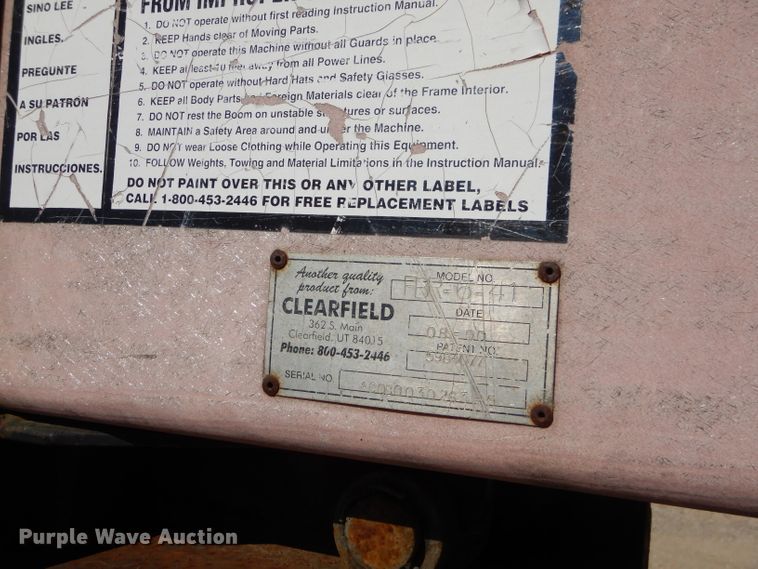 SINO LEE
INGLES.
PREGUNTE
A SU PATRÓN
POR LAS
INSTRUCCIONES.
FROM
1. DO NOT operate without first reading Instruction Manual.
2. KEEP Hands clear of Moving Parts.
3. DO NOT operate this Machine without all Guards in place.
4. KEEP at least 40 feet away from all Power Lines.
5. DO NOT operate without Hard Hats and Safety Glasses.
6. KEEP all Body Parts and Foreign Materials clear of the Frame Interior.
7. DO NOT rest the Boom on unstable structures or surfaces.
8. MAINTAIN a Safety Area around and under the Machine.
9. DO NOT wear Loose Clothing while Operating this Equipment.
10. FOLLOW Weights, Towing and Material Limitations in the Instruction Manual.
DO NOT PAINT OVER THIS OR ANY OTHER LABEL,
CALL 1-800-453-2446 FOR FREE REPLACEMENT LABELS
Another quality
product from:
CLEARFIELD
362 S. Main
Clearfield, UT 84015
Phone: 800-453-2446
MODEL NO.
DATE
PATENT NO.
SERIAL NO.
Purple Wave Auction